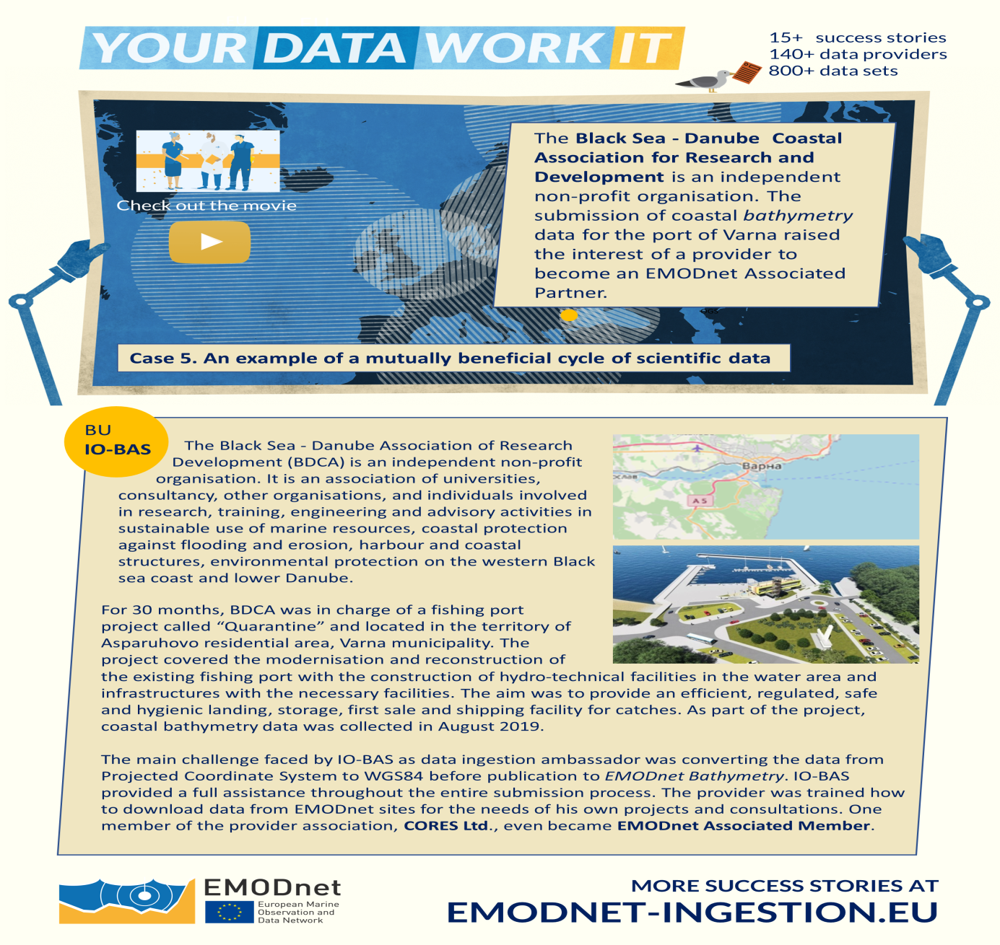 YOUR DATA WORK IT
15+ success stories
140+ data providers
800+ data sets
Check out the movie
The Black Sea - Danube Coastal
Association for Research and
Development is an independent
non-profit organisation. The
submission of coastal bathymetry
data for the port of Varna raised
the interest of a provider to
become an EMODnet Associated
Partner.
Case 5. An example of a mutually beneficial cycle of scientific data
BU
IO-BAS
The Black Sea - Danube Association of Research
Development (BDCA) is an independent non-profit
organisation. It is an association of universities,
consultancy, other organisations, and individuals involved
in research, training, engineering and advisory activities in
sustainable use of marine resources, coastal protection
against flooding and erosion, harbour and coastal
structures, environmental protection on the western Black
sea coast and lower Danube.
Варна
A 5
For 30 months, BDCA was in charge of a fishing port
project called “Quarantine” and located in the territory of
Asparuhovo residential area, Varna municipality. The
project covered the modernisation and reconstruction of
the existing fishing port with the construction of hydro-technical facilities in the water area and
infrastructures with the necessary facilities. The aim was to provide an efficient, regulated, safe
and hygienic landing, storage, first sale and shipping facility for catches. As part of the project,
coastal bathymetry data was collected in August 2019.
The main challenge faced by IO-BAS as data ingestion ambassador was converting the data from
Projected Coordinate System to WGS84 before publication to EMODnet Bathymetry. IO-BAS
provided a full assistance throughout the entire submission process. The provider was trained how
to download data from EMODnet sites for the needs of his own projects and consultations. One
member of the provider association, CORES Ltd., even became EMODnet Associated Member.
EMODnet
European Marine
Observation and
Data Network
MORE SUCCESS STORIES AT
EMODNET-INGESTION.EU